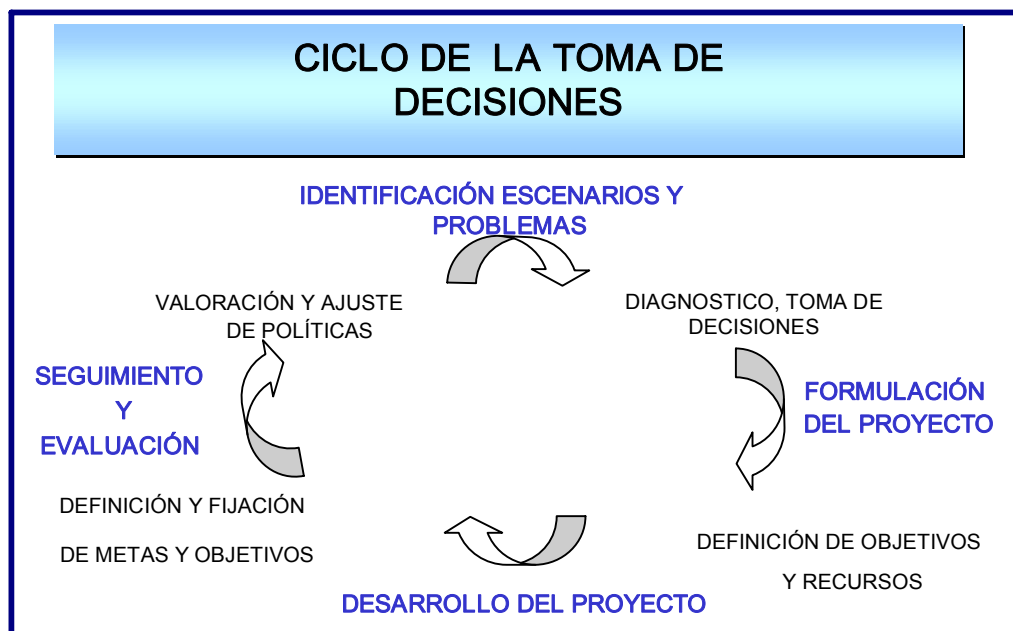 CICLO DE LA TOMA DE
DECISIONES
IDENTIFICACIÓN ESCENARIOS Y
PROBLEMAS
VALORACIÓN Y AJUSTE
DE POLÍTICAS
DIAGNOSTICO, TOMA DE
DECISIONES
SEGUIMIENTO
Y
EVALUACIÓN
FORMULACIÓN
DEL PROYECTO
DEFINICIÓN Y FIJACIÓN
DE METAS Y OBJETIVOS
DEFINICIÓN DE OBJETIVOS
Y RECURSOS
DESARROLLO DEL PROYECTO